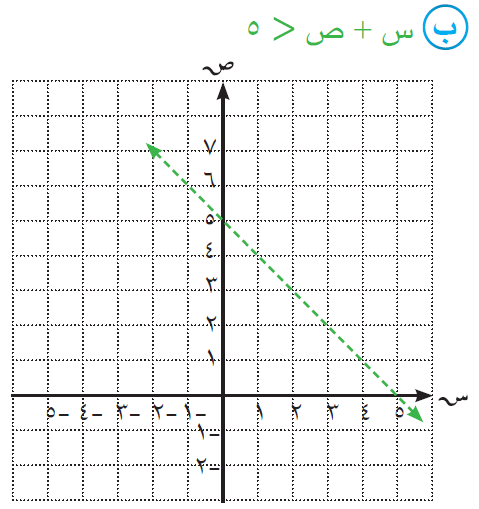 ب س + ص < ٥
ص
٧
٦
٥
٤
٣
٢
١
س
٥ ٤ ٣ ٢ ١ –١ –٢ –٣ –٤ –٥
–١
–٢